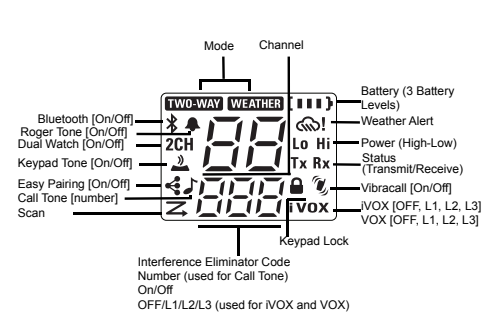 Mode
Channel
TWO-WAY WEATHER
Battery (3 Battery
Levels)
Bluetooth [On/Off]
Weather Alert
Roger Tone [On/Off]
Dual Watch [On/Off]
2CH
88
Lo Hi
Power (High-Low)
Tx Rx
Status
(Transmit/Receive)
Keypad Tone [On/Off]
Easy Pairing [On/Off]
Vibracall [On/Off]
Call Tone [number]
888
iVOX
iVOX [OFF, L1, L2, L3]
VOX [OFF, L1, L2, L3]
Scan
Keypad Lock
Interference Eliminator Code
Number (used for Call Tone)
On/Off
OFF/L1/L2/L3 (used for iVOX and VOX)